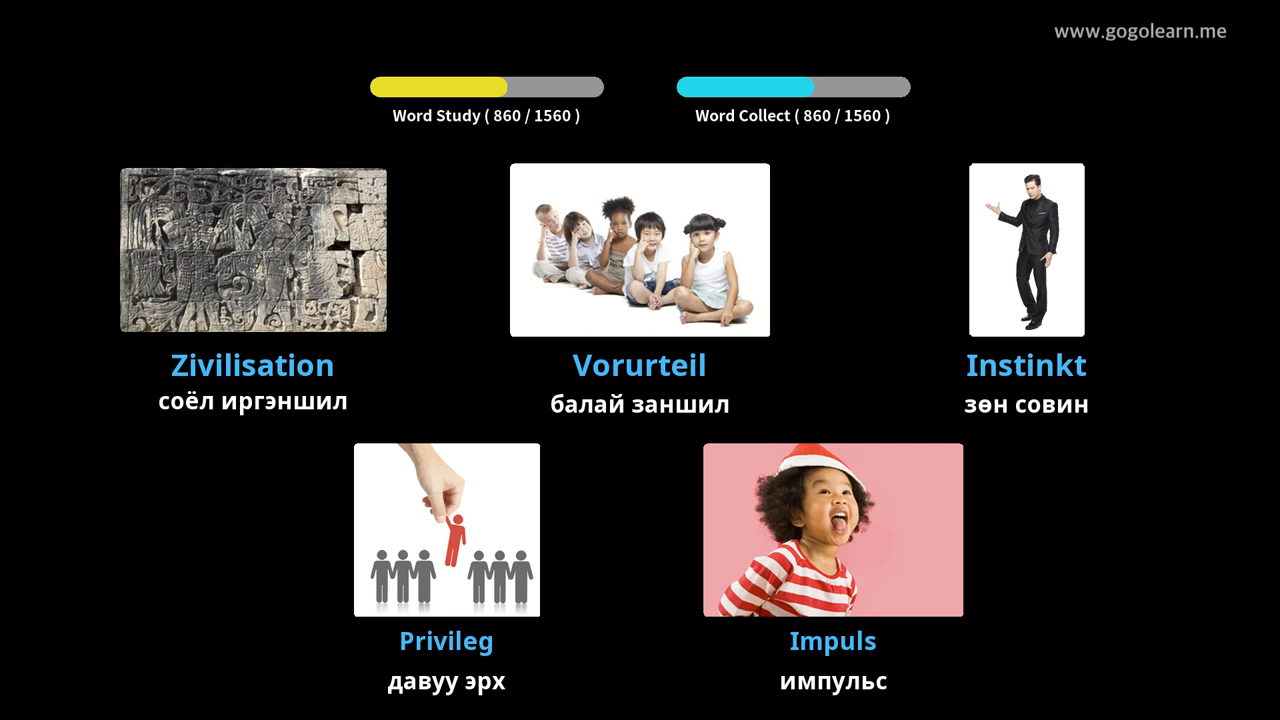 www.gogolearn.me
Word Study ( 860 / 1560 )
Word Collect ( 860 / 1560 )
Zivilisation
соёл иргэншил
Vorurteil
балай заншил
Instinkt
зөн совин
Privileg
давуу эрх
Impuls
импульс